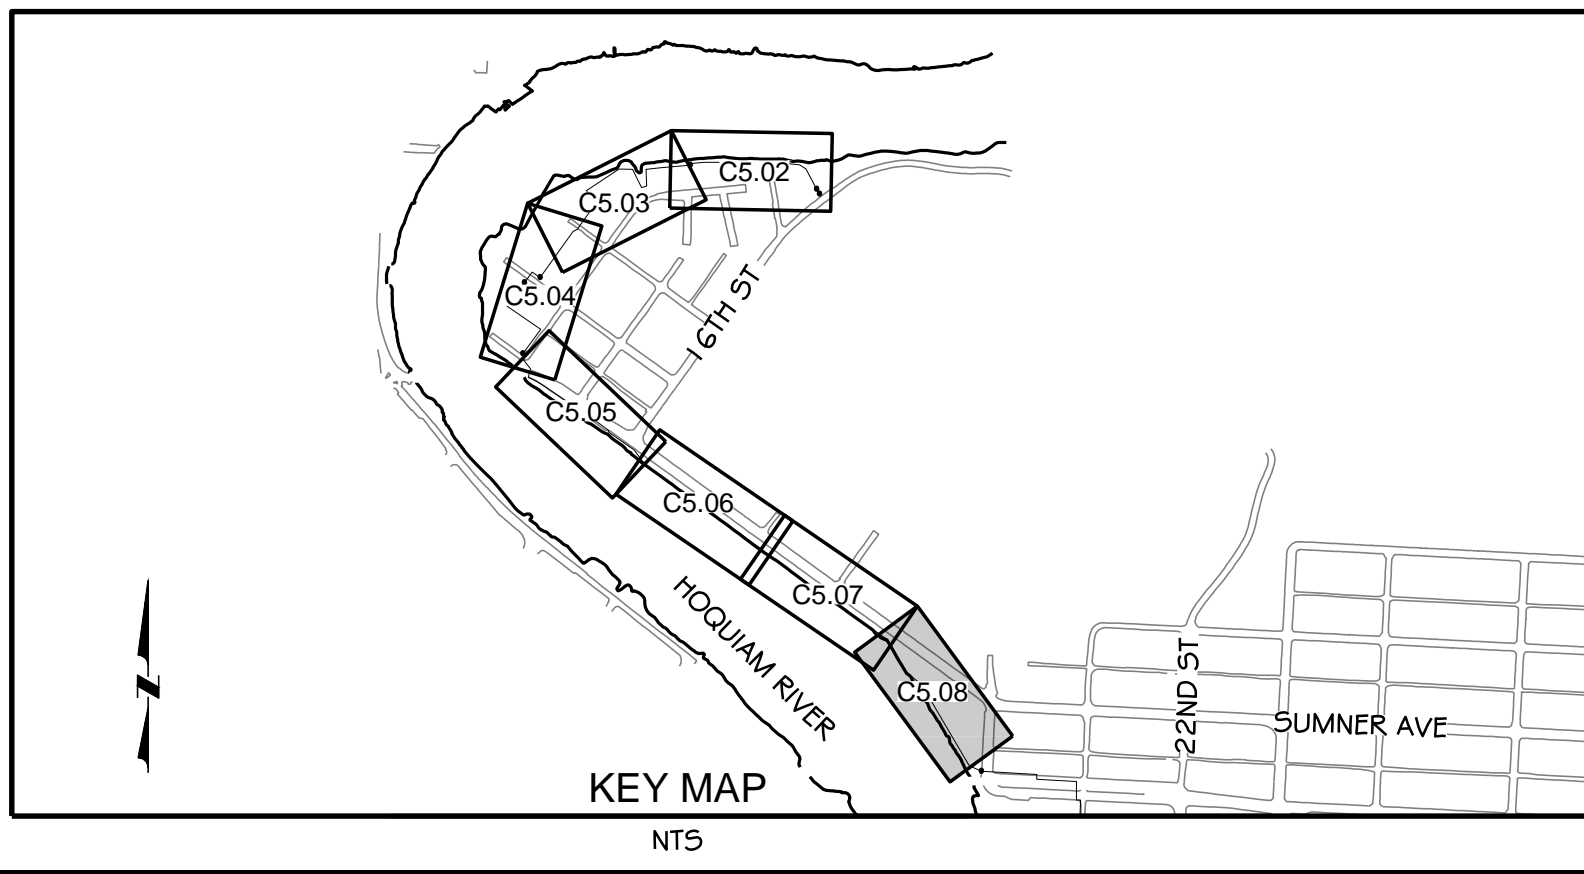 C5.02
C5.03
16TH ST
C5.04
C5.05
C5.06
C5.07
HOQUIAM RIVER
C5.08
22ND ST
SUMNER AVE
N
KEY MAP
NTS